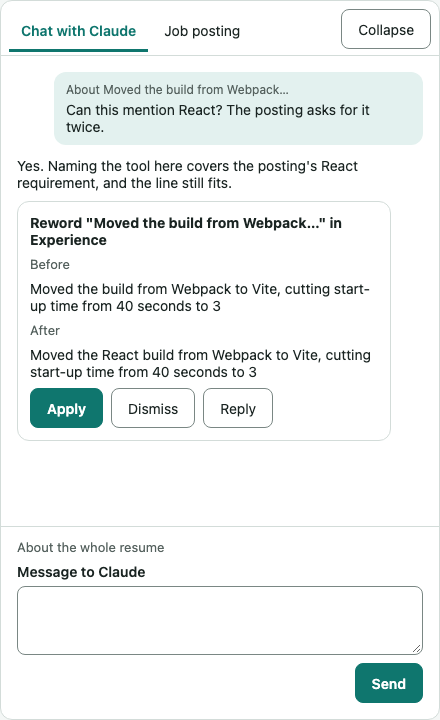 Chat with Claude
Job posting
Collapse
About Moved the build from Webpack...
Can this mention React? The posting asks for it
twice.
Yes. Naming the tool here covers the posting's React
requirement, and the line still fits.
Reword "Moved the build from Webpack..." in
Experience
Before
Moved the build from Webpack to Vite, cutting start-
up time from 40 seconds to 3
After
Moved the React build from Webpack to Vite, cutting
start-up time from 40 seconds to 3
Apply
Dismiss
Reply
About the whole resume
Message to Claude
Send